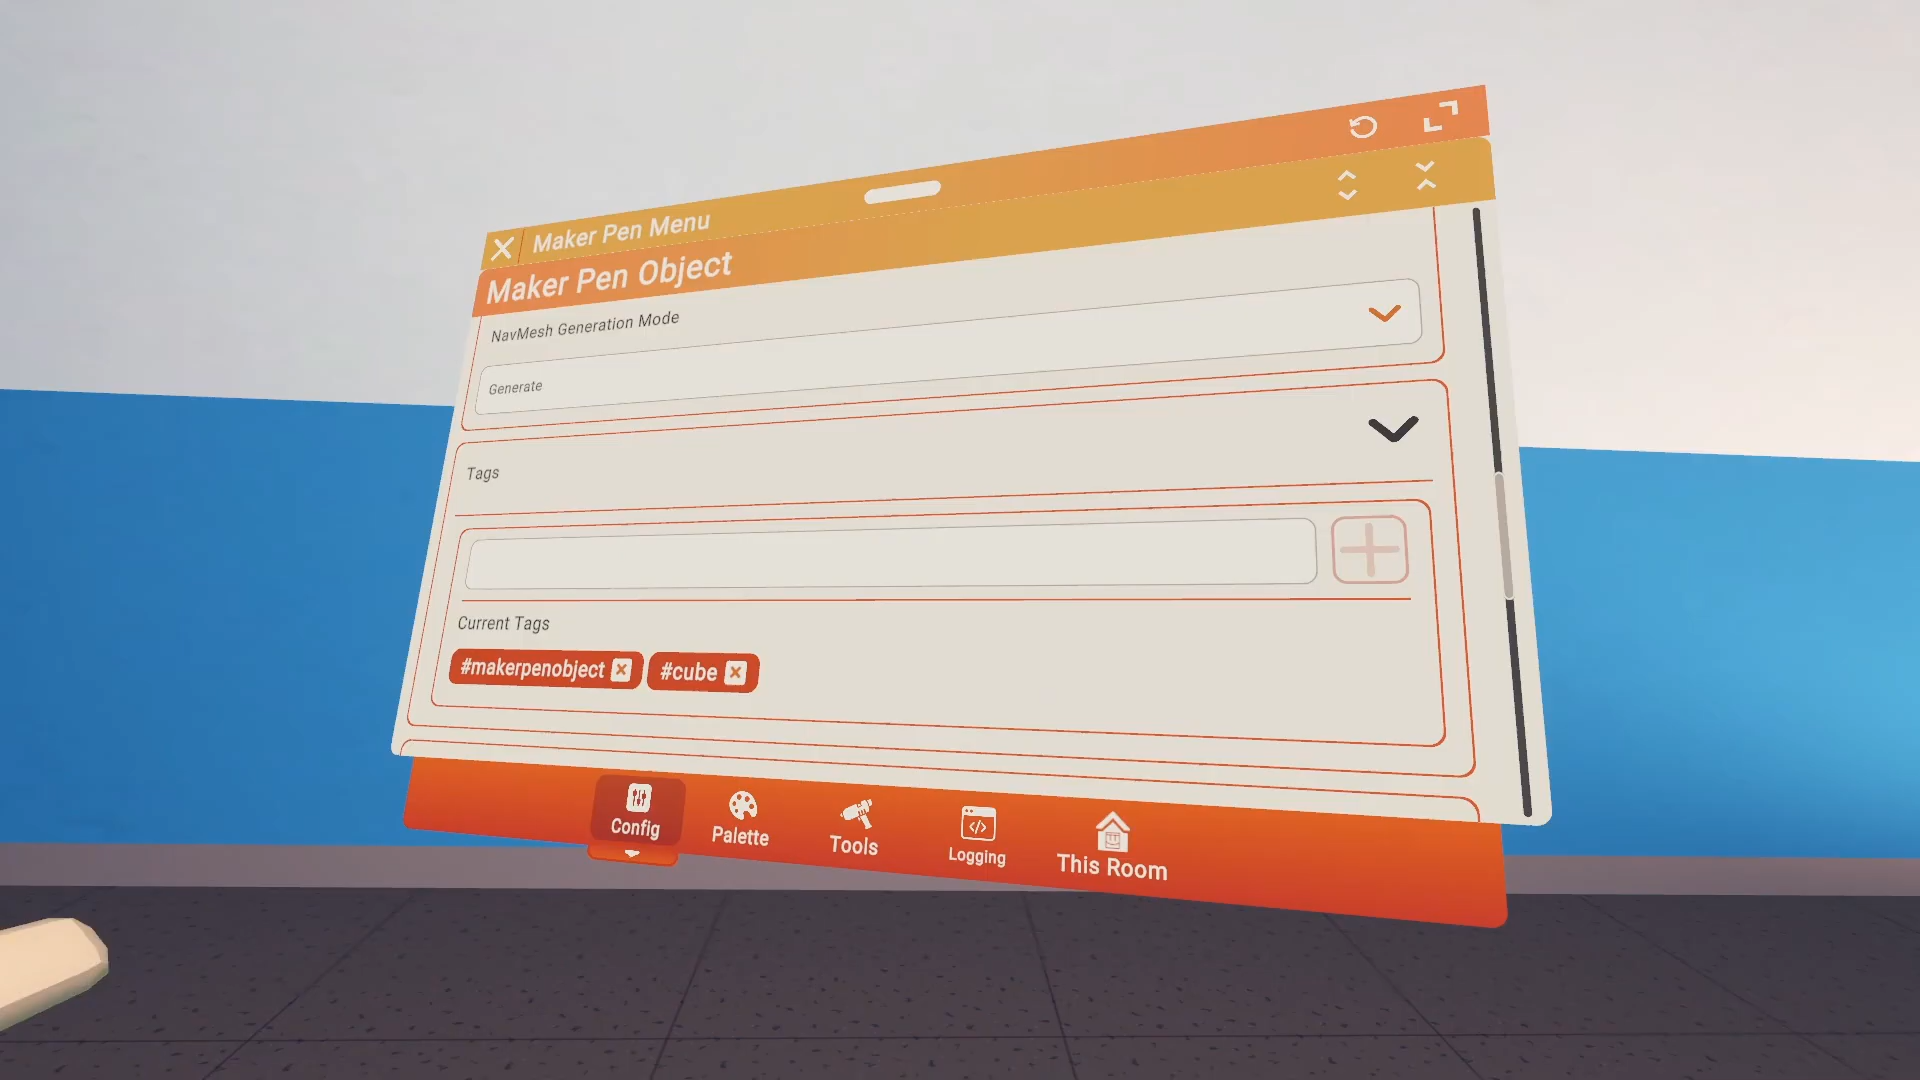 Maker Pen Menu
Maker Pen Object
NavMesh Generation Mode
Generate
Tags
Current Tags
#makerpenobject #cube
Config Palette Tools Logging This Room